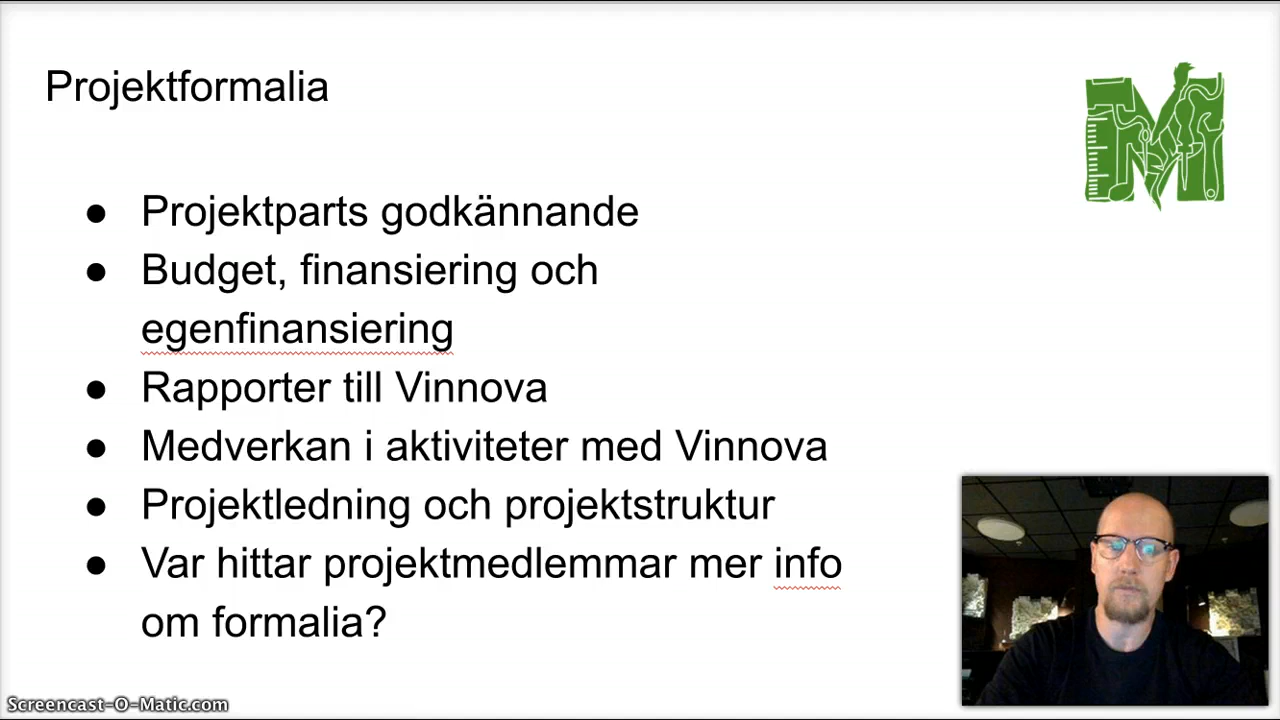 Projektformalia
● Projektparts godkännande
● Budget, finansiering och
egenfinansiering
● Rapporter till Vinnova
● Medverkan i aktiviteter med Vinnova
● Projektledning och projektstruktur
● Var hittar projektmedlemmar mer info
om formalia?
Screencast-O-Matic.com